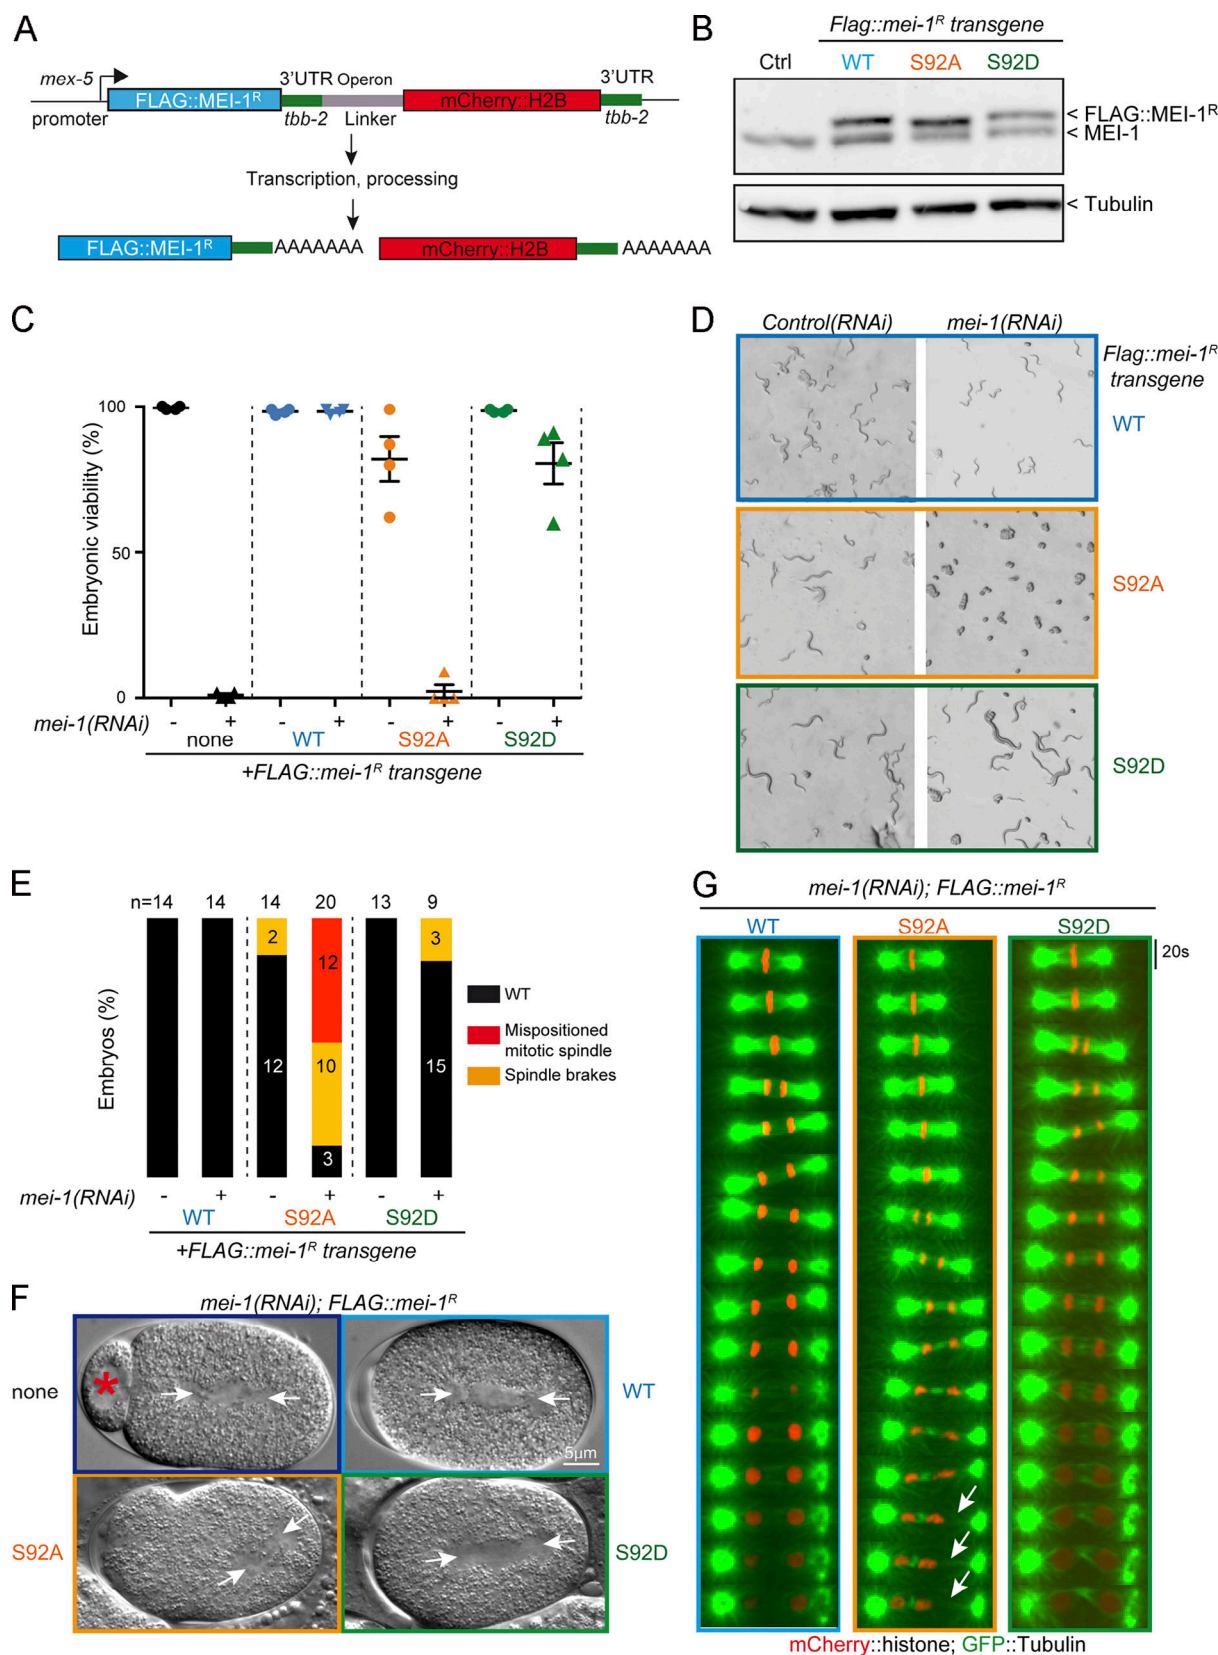 A
mex-5
3'UTR Operon
3'UTR
FLAG::MEI-1R
mCherry::H2B
promoter
tbb-2
Linker
tbb-2
Transcription, processing
FLAG::MEI-1R
AAAAAAA
mCherry::H2B
AAAAAAA
B
Flag::mei-1R transgene
Ctrl
WT
S92A
S92D
< FLAG::MEI-1R
< MEI-1
< Tubulin
C
Embryonic viability (%)
100
50
0
mei-1(RNAi)
- + - + - + - +
none
WT
S92A
S92D
+FLAG::mei-1R transgene
D
Control(RNAi)
mei-1(RNAi)
Flag::mei-1R
transgene
WT
S92A
S92D
E
n=14 14 14 20 13 9
Embryos (%)
2
12
12
10
3
3
15
WT
Mispositioned
mitotic spindle
Spindle brakes
mei-1(RNAi)
- + - + - +
WT
S92A
S92D
+FLAG::mei-1R transgene
F
mei-1(RNAi); FLAG::mei-1R
none
*
WT
5µm
S92A
S92D
G
mei-1(RNAi); FLAG::mei-1R
WT
S92A
S92D
20s
mCherry::histone; GFP::Tubulin